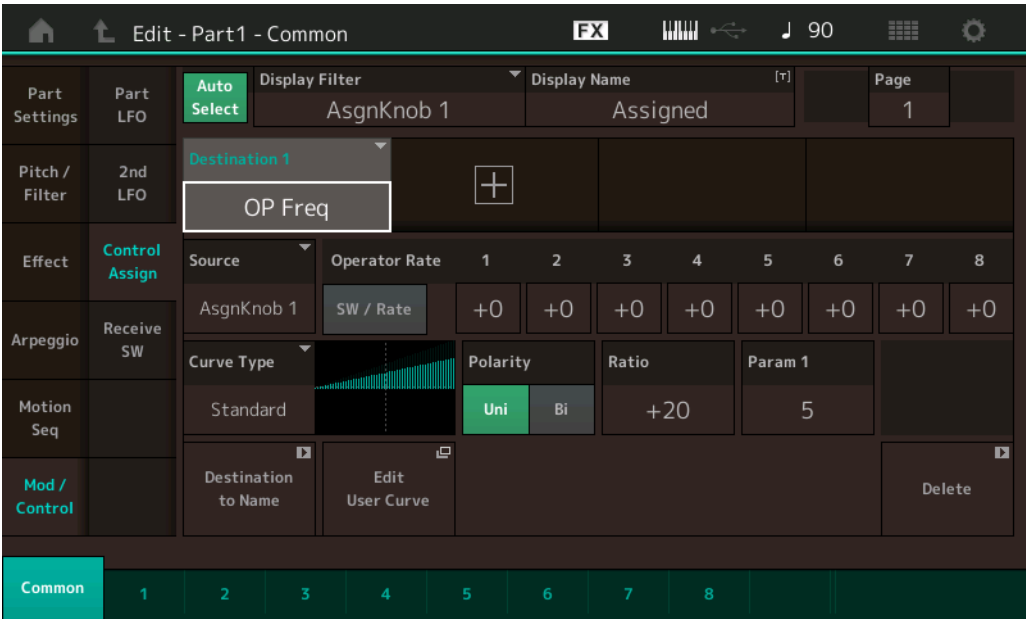 Edit - Part1 - Common
FX
90
Part
Settings
Part
LFO
Auto
Select
Display Filter
AsgnKnob 1
Display Name
[T]
Assigned
Page
1
Pitch /
Filter
2nd
LFO
Destination 1
OP Freq
Effect
Control
Assign
Source
AsgnKnob 1
Operator Rate
SW / Rate
1 2 3 4 5 6 7 8
+0 +0 +0 +0 +0 +0 +0 +0
Arpeggio
Receive
SW
Curve Type
Standard
Polarity
Uni Bi
Ratio
+20
Param 1
5
Motion
Seq
Mod /
Control
Destination
to Name
Edit
User Curve
Delete
Common 1 2 3 4 5 6 7 8